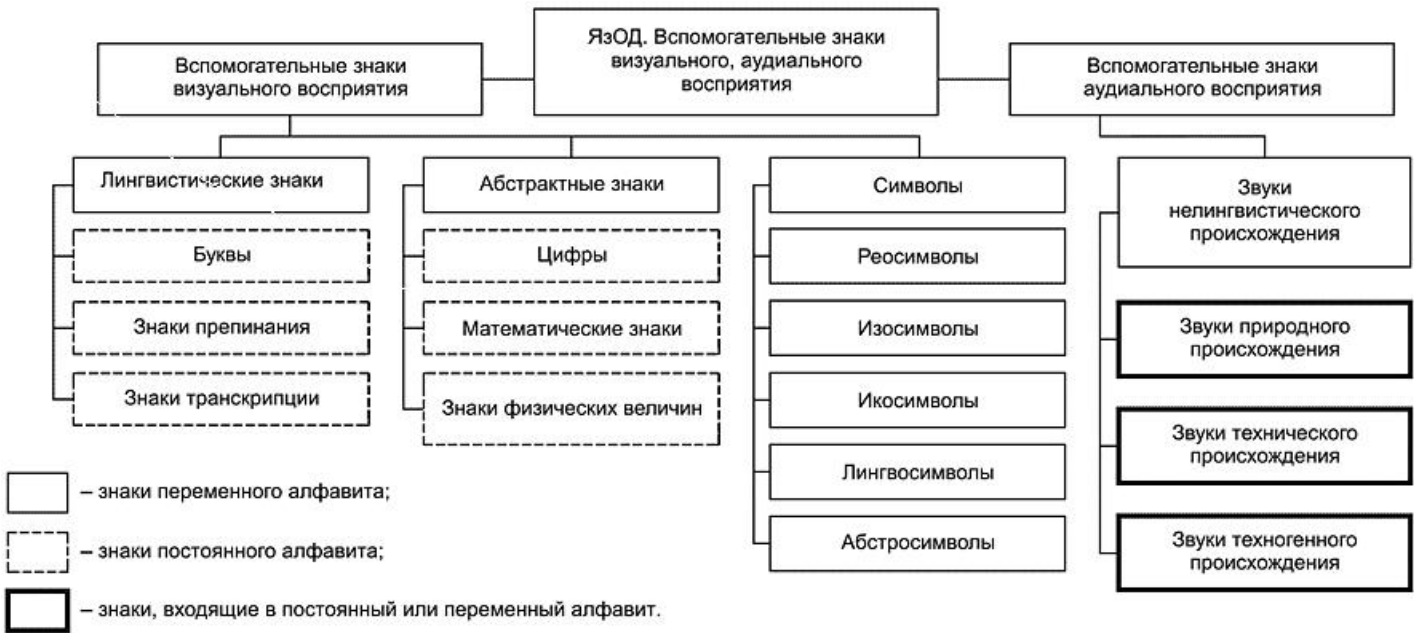 ЯзОД. Вспомогательные знаки
визуального, аудиального
восприятия
Вспомогательные знаки
визуального восприятия
Вспомогательные знаки
аудиального восприятия
Лингвистические знаки
Буквы
Знаки препинания
Знаки транскрипции
Абстрактные знаки
Цифры
Математические знаки
Знаки физических величин
Символы
Реосимволы
Изосимволы
Икосимволы
Лингвосимволы
Абстросимволы
Звуки
нелингвистического
происхождения
Звуки природного
происхождения
Звуки технического
происхождения
Звуки техногенного
происхождения
– знаки переменного алфавита;
– знаки постоянного алфавита;
– знаки, входящие в постоянный или переменный алфавит.